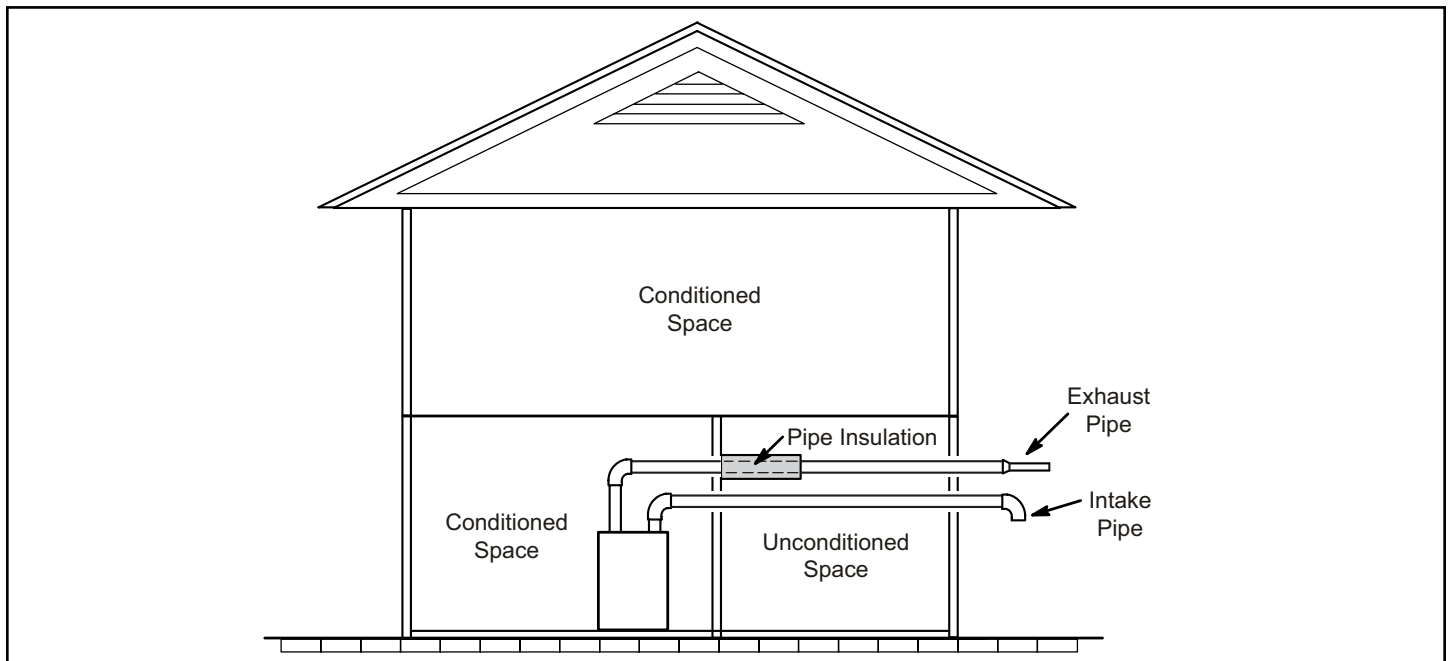 Conditioned
Space
Exhaust
Pipe
Pipe Insulation
Intake
Pipe
Conditioned
Space
Unconditioned
Space